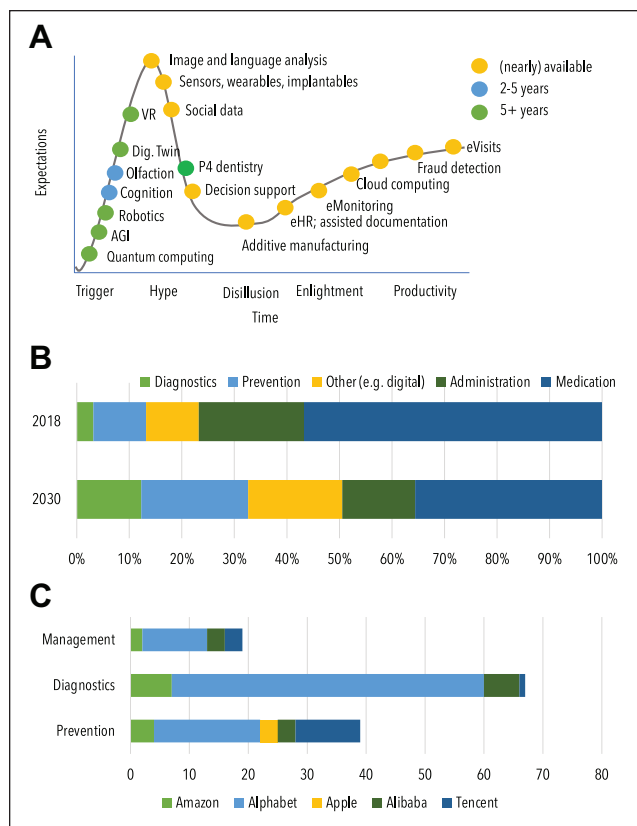 A
Expectations
Image and language analysis
Sensors, wearables, implantables
Social data
VR
Dig. Twin
Olfaction
Cognition
Robotics
AGI
Quantum computing
P4 dentistry
Decision support
Additive manufacturing
eHR; assisted documentation
eMonitoring
Cloud computing
Fraud detection
eVisits
(nearly) available
2-5 years
5+ years
Trigger Hype Disillusion Enlightment Productivity
Time
B
Diagnostics Prevention Other (e.g. digital) Administration Medication
2018
2030
0% 10% 20% 30% 40% 50% 60% 70% 80% 90% 100%
C
Management
Diagnostics
Prevention
0 10 20 30 40 50 60 70 80
Amazon Alphabet Apple Alibaba Tencent